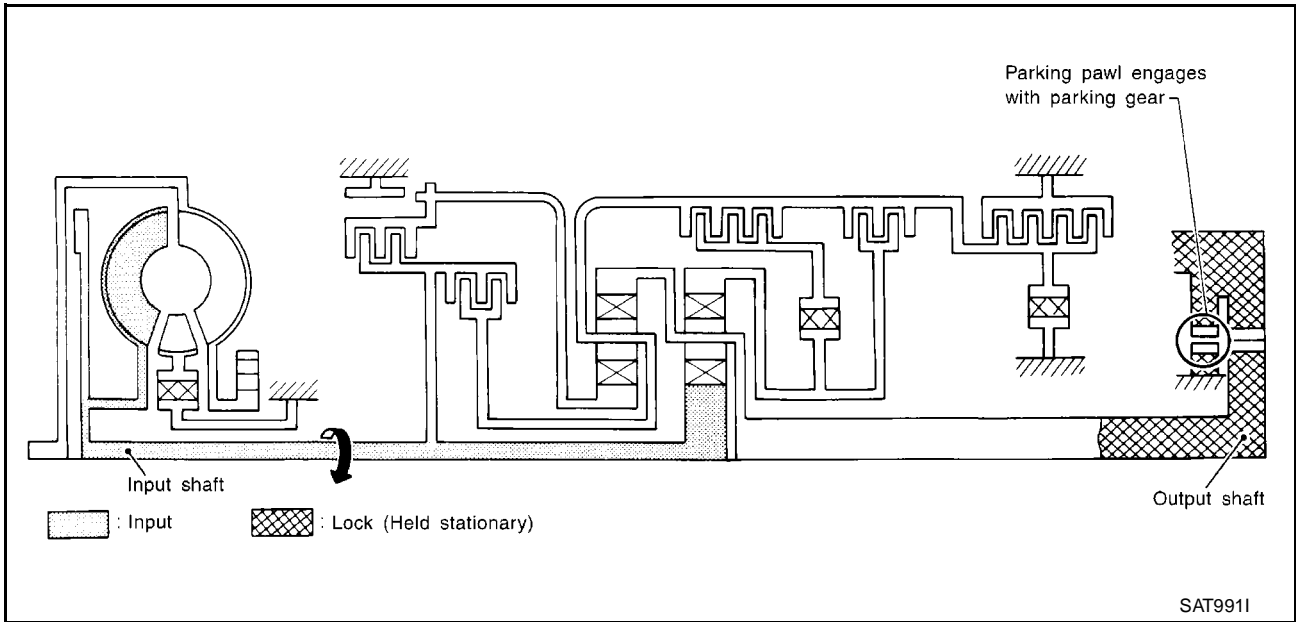 Parking pawl engages
with parking gear
Input shaft
Output shaft
: Input
: Lock (Held stationary)
SAT991I